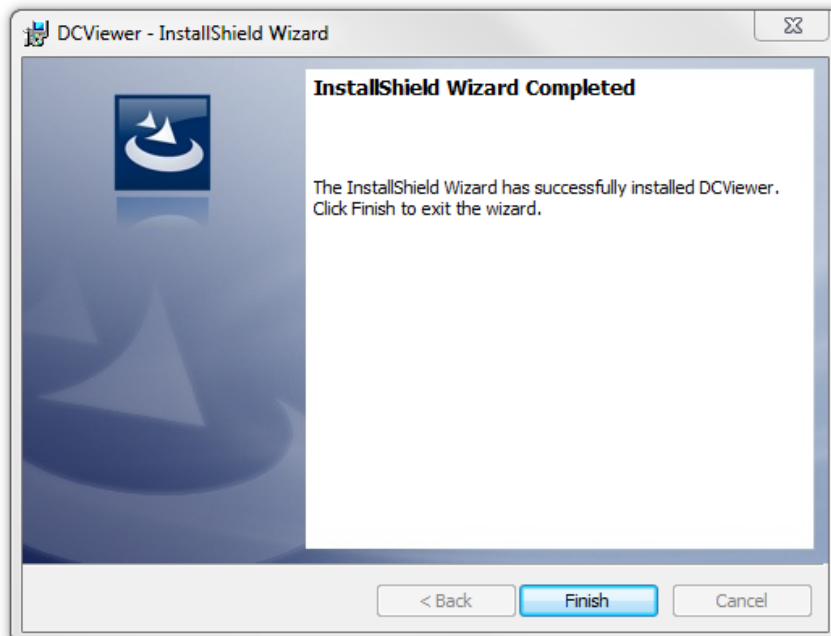 DCViewer - InstallShield Wizard
InstallShield Wizard Completed
The InstallShield Wizard has successfully installed DCViewer.
Click Finish to exit the wizard.
< Back
Finish
Cancel